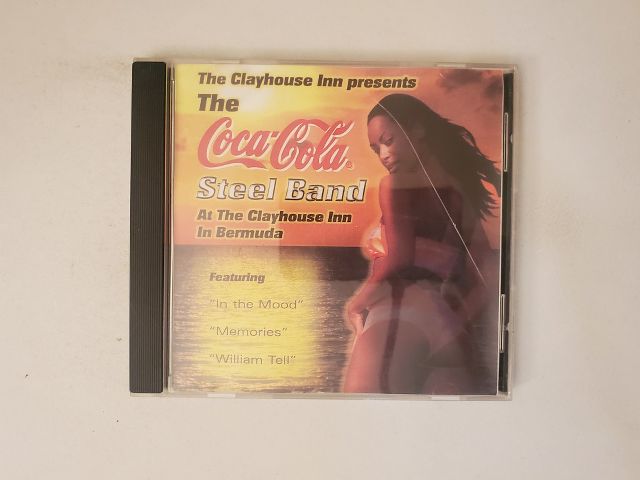 The Clayhouse Inn presents
The
Coca-Cola®
Steel Band
At The Clayhouse Inn
In Bermuda
Featuring
"In the Mood"
"Memories"
"William Tell"